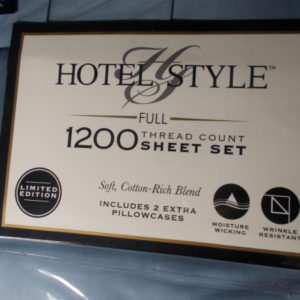 HS
HOTEL STYLE™
FULL
1200 THREAD COUNT
SHEET SET
LIMITED
EDITION
Soft, Cotton-Rich Blend
INCLUDES 2 EXTRA
PILLOWCASES
MOISTURE
WICKING
WRINKLE
RESISTANT